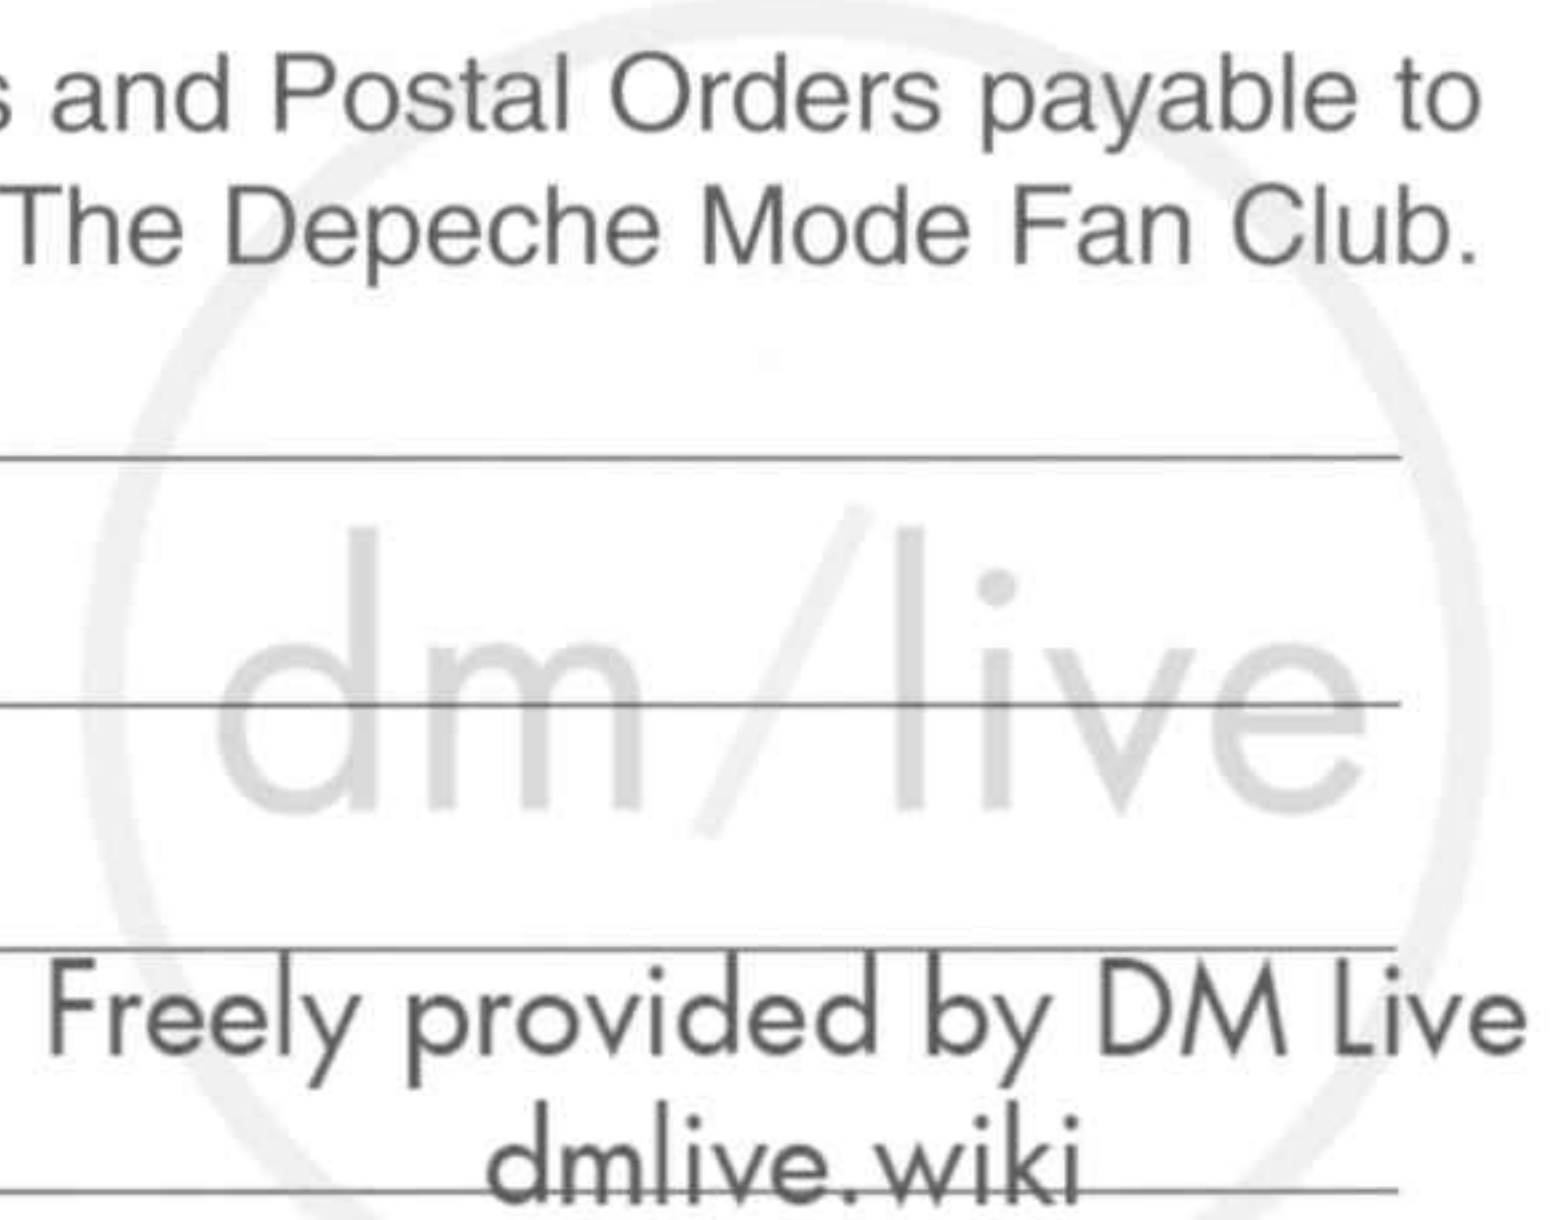 s and Postal Orders payable to
The Depeche Mode Fan Club.
dm/live
Freely provided by DM Live
dmlive.wiki